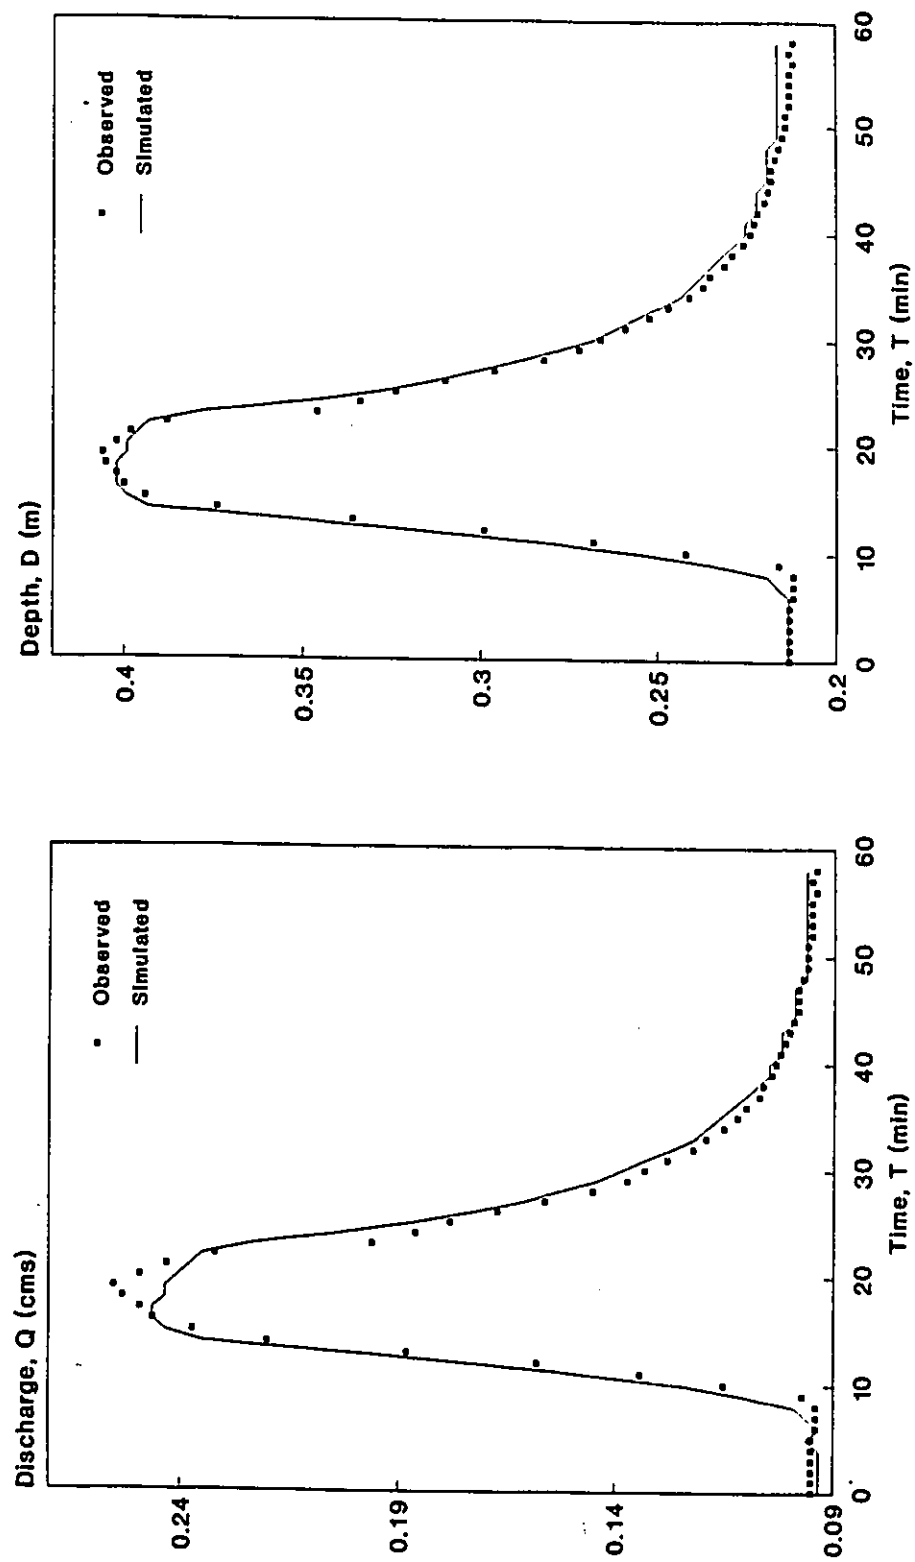 Discharge, Q (cms)
Observed
Simulated
0.24
0.19
0.14
0.09
0
10
20
30
40
50
60
Time, T (min)
Depth, D (m)
Observed
Simulated
0.4
0.35
0.3
0.25
0.2
0
10
20
30
40
50
60
Time, T (min)